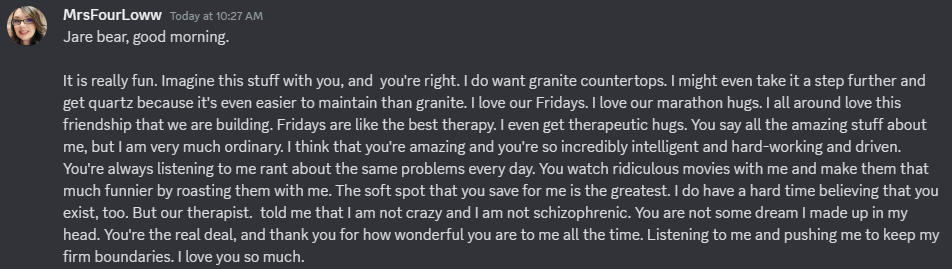 MrsFourLoww Today at 10:27 AM
Jare bear, good morning.
It is really fun. Imagine this stuff with you, and  you're right. I do want granite countertops. I might even take it a step further and
get quartz because it's even easier to maintain than granite. I love our Fridays. I love our marathon hugs. I all around love this
friendship that we are building. Fridays are like the best therapy. I even get therapeutic hugs. You say all the amazing stuff about
me, but I am very much ordinary. I think that you're amazing and you're so incredibly intelligent and hard-working and driven.
You're always listening to me rant about the same problems every day. You watch ridiculous movies with me and make them that
much funnier by roasting them with me. The soft spot that you save for me is the greatest. I do have a hard time believing that you
exist, too. But our therapist.  told me that I am not crazy and I am not schizophrenic. You are not some dream I made up in my
head. You're the real deal, and thank you for how wonderful you are to me all the time. Listening to me and pushing me to keep my
firm boundaries. I love you so much.